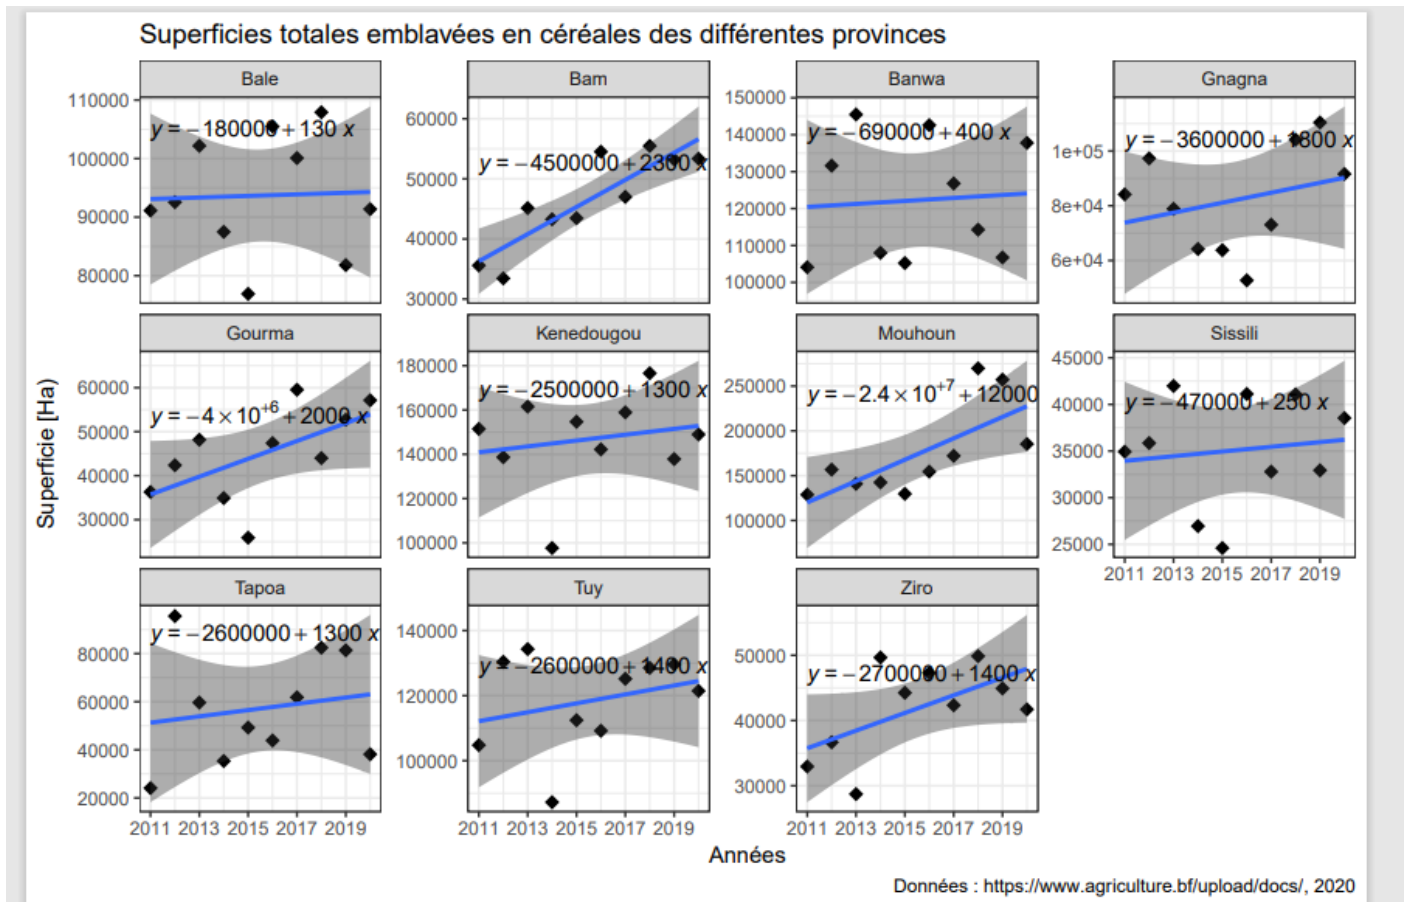 Superficies totales emblavées en céréales des différentes provinces
Superficie [Ha]
Bale
110000
100000
90000
80000
y = −180000 + 130 x
Bam
60000
50000
40000
30000
y = −4500000 + 2300 x
Banwa
150000
140000
130000
120000
110000
100000
y = −690000 + 400 x
Gnagna
1e+05
8e+04
6e+04
y = −3600000 + 1800 x
Gourma
60000
50000
40000
30000
y = −4 × 10⁺⁶ + 2000 x
Kenedougou
180000
160000
140000
120000
100000
y = −2500000 + 1300 x
Mouhoun
250000
200000
150000
100000
y = −2.4 × 10⁺⁷ + 12000
Sissili
45000
40000
35000
30000
25000
y = −470000 + 250 x
2011 2013 2015 2017 2019
Tapoa
80000
60000
40000
20000
y = −2600000 + 1300 x
2011 2013 2015 2017 2019
Tuy
140000
120000
100000
y = −2600000 + 1400 x
2011 2013 2015 2017 2019
Ziro
50000
40000
30000
y = −2700000 + 1400 x
2011 2013 2015 2017 2019
Années
Données : https://www.agriculture.bf/upload/docs/, 2020